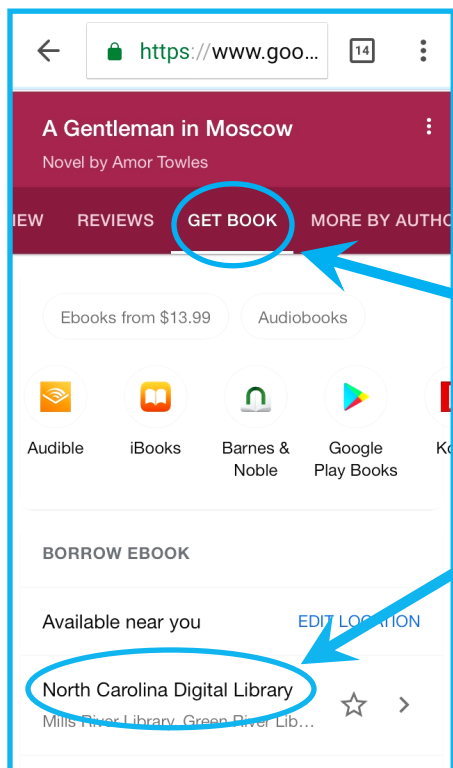 https://www.goo...
14
A Gentleman in Moscow
Novel by Amor Towles
IEW REVIEWS GET BOOK MORE BY AUTHO
Ebooks from $13.99 Audiobooks
Audible iBooks Barnes & Google Ko
Noble Play Books
BORROW EBOOK
Available near you EDIT LOCATION
North Carolina Digital Library
Mills River Library, Green River Lib...